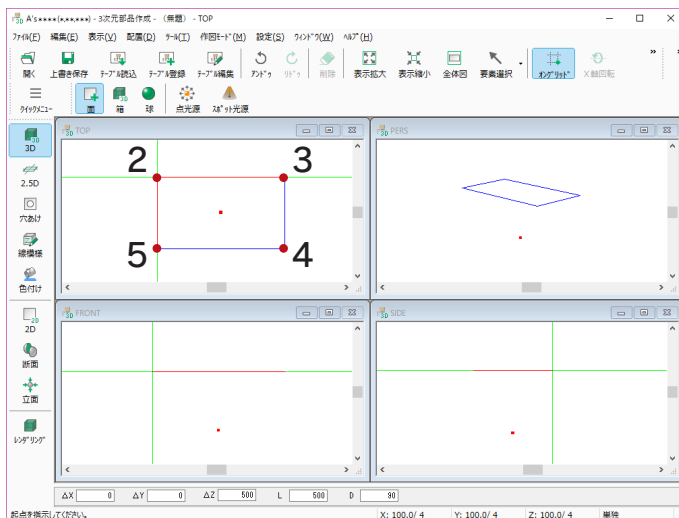 A's****(*.**.***) - 3次元部品作成 - （無題） - TOP
ﾌｧｲﾙ(F) 編集(E) 表示(V) 配置(D) ﾂｰﾙ(T) 作図ﾓｰﾄﾞ(M) 設定(S) ｳｨﾝﾄﾞｳ(W) ﾍﾙﾌﾟ(H)
開く 上書き保存 ﾃｰﾌﾞﾙ読込 ﾃｰﾌﾞﾙ登録 ﾃｰﾌﾞﾙ編集 ｱﾝﾄﾞｩ ﾘﾄﾞｩ 削除 表示拡大 表示縮小 全体図 要素選択 ｵﾝｸﾞﾘｯﾄﾞ X軸回転
ｸｲｯｸﾒﾆｭｰ 面 箱 球 点光源 ｽﾎﾟｯﾄ光源
3D
2.5D
穴あけ
線模様
色付け
2D
断面
立面
ﾚﾝﾀﾞﾘﾝｸﾞ
TOP
2 3
5 4
PERS
FRONT
SIDE
ΔX 0 ΔY 0 ΔZ 500 L 500 D 90
起点を指示してください。 X: 100.0/ 4 Y: 100.0/ 4 Z: 100.0/ 4 単独